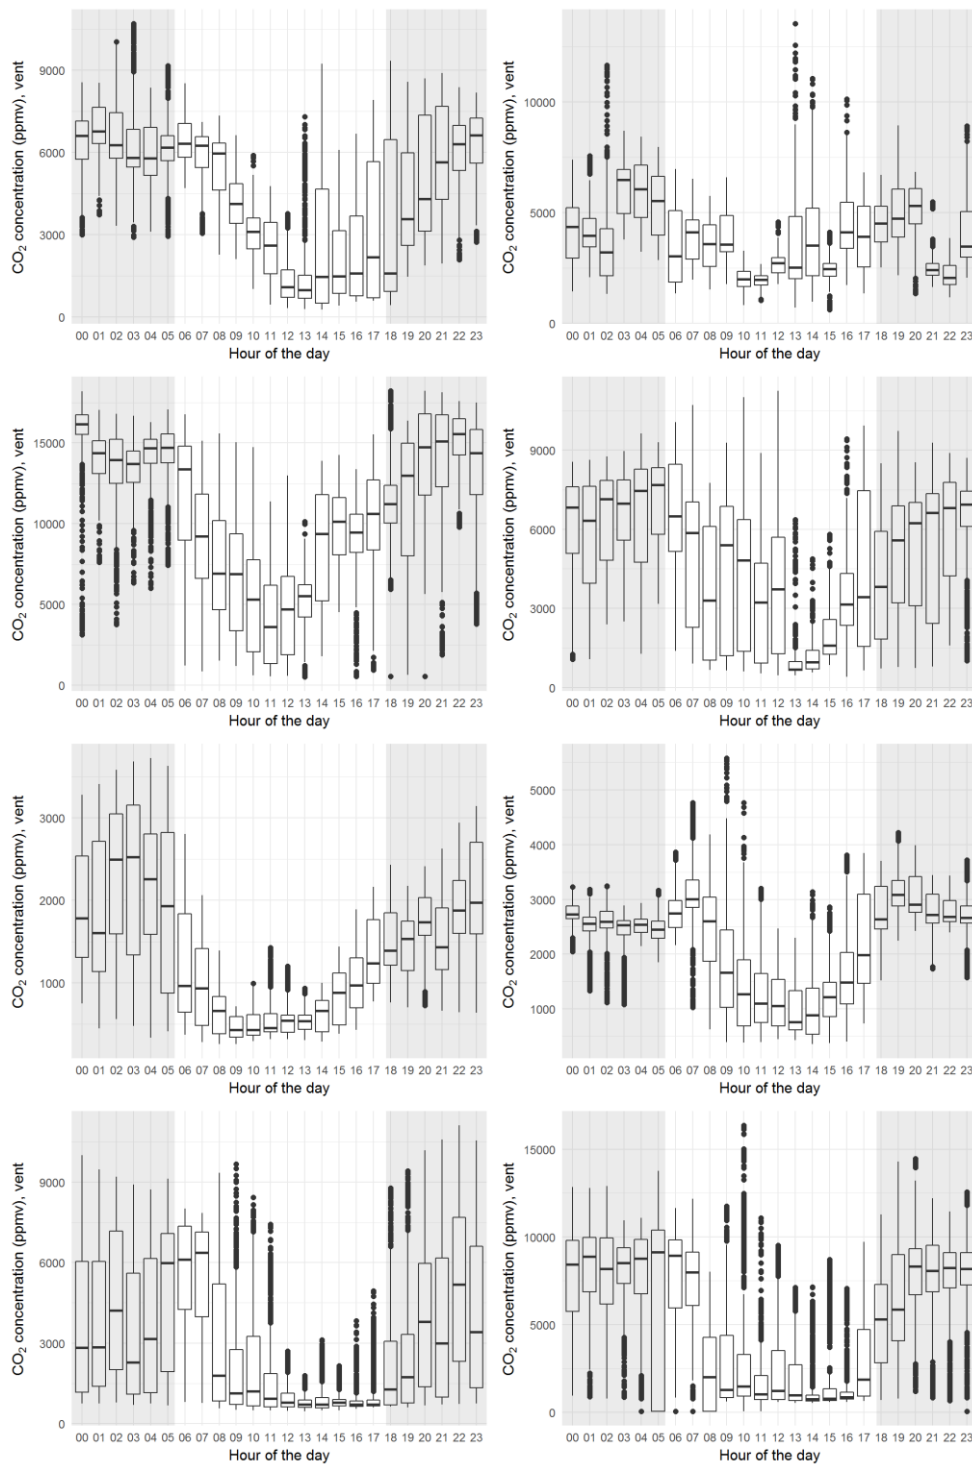 CO₂ concentration (ppmv), vent
9000
6000
3000
0
00 01 02 03 04 05 06 07 08 09 10 11 12 13 14 15 16 17 18 19 20 21 22 23
Hour of the day
CO₂ concentration (ppmv), vent
10000
5000
0
00 01 02 03 04 05 06 07 08 09 10 11 12 13 14 15 16 17 18 19 20 21 22 23
Hour of the day
CO₂ concentration (ppmv), vent
15000
10000
5000
0
00 01 02 03 04 05 06 07 08 09 10 11 12 13 14 15 16 17 18 19 20 21 22 23
Hour of the day
CO₂ concentration (ppmv), vent
9000
6000
3000
0
00 01 02 03 04 05 06 07 08 09 10 11 12 13 14 15 16 17 18 19 20 21 22 23
Hour of the day
CO₂ concentration (ppmv), vent
3000
2000
1000
00 01 02 03 04 05 06 07 08 09 10 11 12 13 14 15 16 17 18 19 20 21 22 23
Hour of the day
CO₂ concentration (ppmv), vent
5000
4000
3000
2000
1000
00 01 02 03 04 05 06 07 08 09 10 11 12 13 14 15 16 17 18 19 20 21 22 23
Hour of the day
CO₂ concentration (ppmv), vent
9000
6000
3000
0
00 01 02 03 04 05 06 07 08 09 10 11 12 13 14 15 16 17 18 19 20 21 22 23
Hour of the day
CO₂ concentration (ppmv), vent
15000
10000
5000
0
00 01 02 03 04 05 06 07 08 09 10 11 12 13 14 15 16 17 18 19 20 21 22 23
Hour of the day